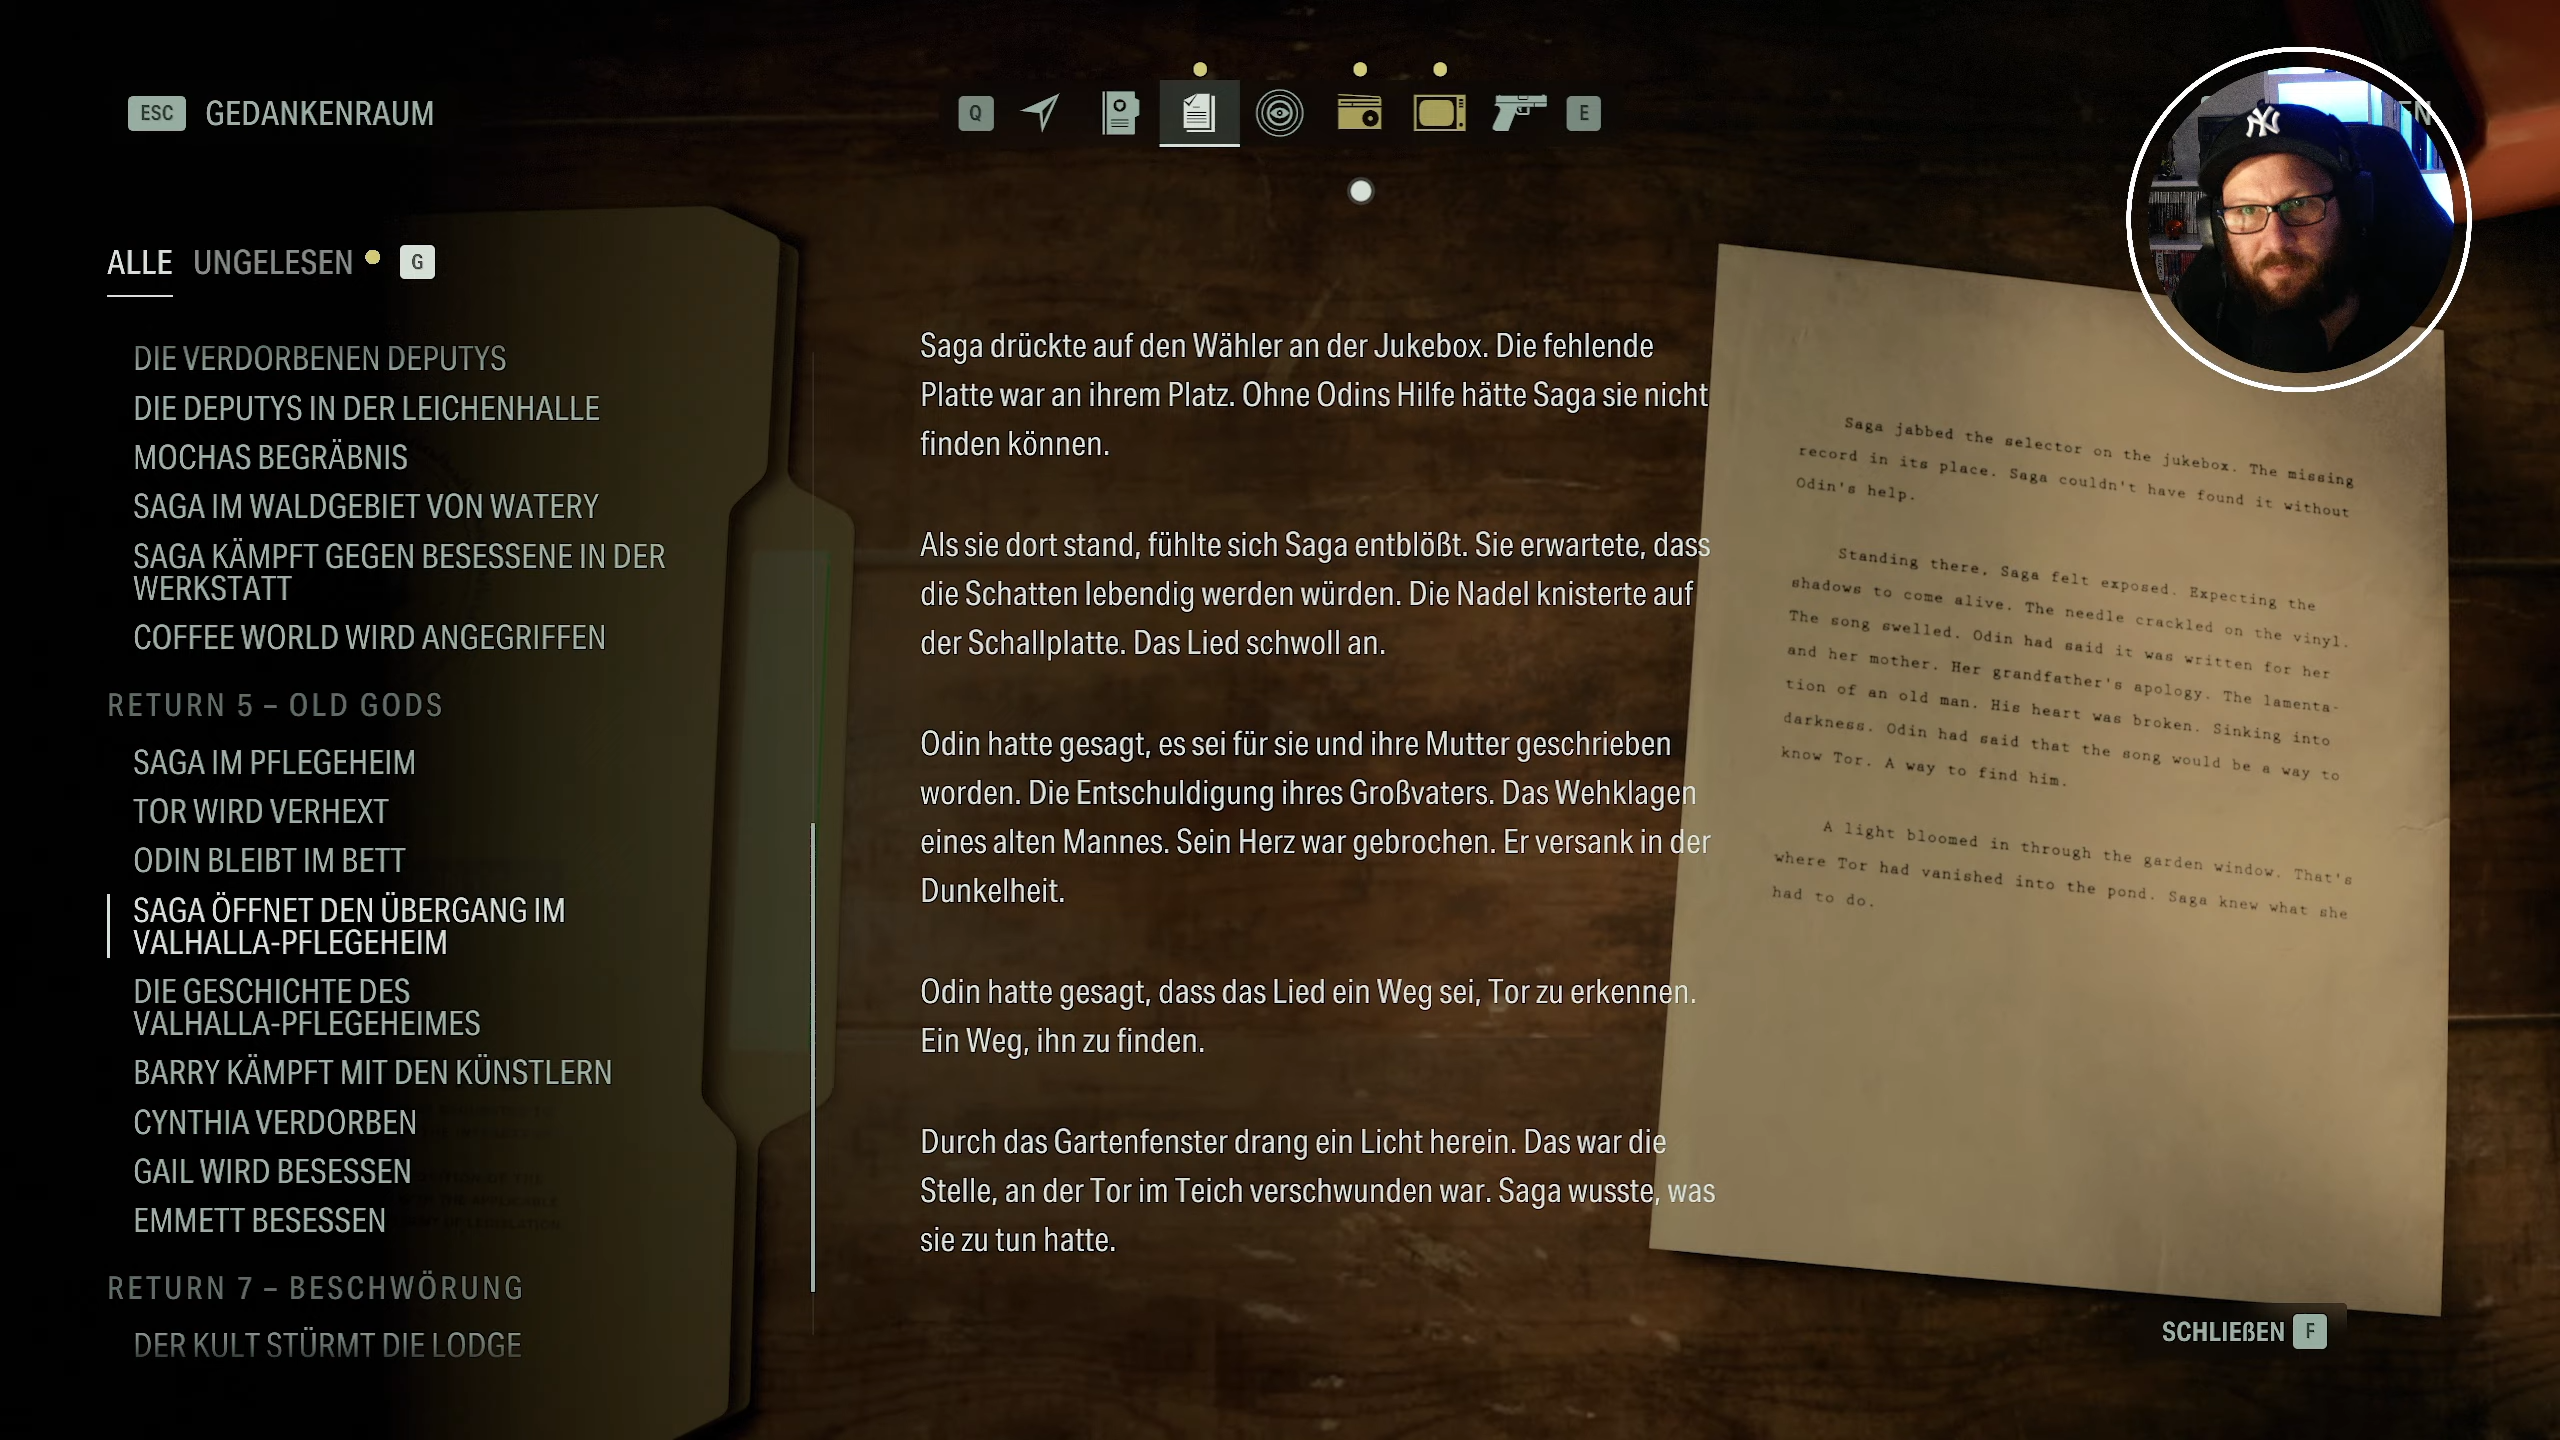 ESC GEDANKENRAUM
Q
E
N
NY
ALLE UNGELESEN G
DIE VERDORBENEN DEPUTYS
DIE DEPUTYS IN DER LEICHENHALLE
MOCHAS BEGRÄBNIS
SAGA IM WALDGEBIET VON WATERY
SAGA KÄMPFT GEGEN BESESSENE IN DER
WERKSTATT
COFFEE WORLD WIRD ANGEGRIFFEN
RETURN 5 – OLD GODS
SAGA IM PFLEGEHEIM
TOR WIRD VERHEXT
ODIN BLEIBT IM BETT
SAGA ÖFFNET DEN ÜBERGANG IM
VALHALLA-PFLEGEHEIM
DIE GESCHICHTE DES
VALHALLA-PFLEGEHEIMES
BARRY KÄMPFT MIT DEN KÜNSTLERN
CYNTHIA VERDORBEN
GAIL WIRD BESESSEN
EMMETT BESESSEN
RETURN 7 – BESCHWÖRUNG
DER KULT STÜRMT DIE LODGE
Saga drückte auf den Wähler an der Jukebox. Die fehlende
Platte war an ihrem Platz. Ohne Odins Hilfe hätte Saga sie nicht
finden können.
Als sie dort stand, fühlte sich Saga entblößt. Sie erwartete, dass
die Schatten lebendig werden würden. Die Nadel knisterte auf
der Schallplatte. Das Lied schwoll an.
Odin hatte gesagt, es sei für sie und ihre Mutter geschrieben
worden. Die Entschuldigung ihres Großvaters. Das Wehklagen
eines alten Mannes. Sein Herz war gebrochen. Er versank in der
Dunkelheit.
Odin hatte gesagt, dass das Lied ein Weg sei, Tor zu erkennen.
Ein Weg, ihn zu finden.
Durch das Gartenfenster drang ein Licht herein. Das war die
Stelle, an der Tor im Teich verschwunden war. Saga wusste, was
sie zu tun hatte.
Saga jabbed the selector on the jukebox. The missing
record in its place. Saga couldn't have found it without
Odin's help.
Standing there, Saga felt exposed. Expecting the
shadows to come alive. The needle crackled on the vinyl.
The song swelled. Odin had said it was written for her
and her mother. Her grandfather's apology. The lamenta-
tion of an old man. His heart was broken. Sinking into
darkness. Odin had said that the song would be a way to
know Tor. A way to find him.
A light bloomed in through the garden window. That's
where Tor had vanished into the pond. Saga knew what she
had to do.
SCHLIEßEN F